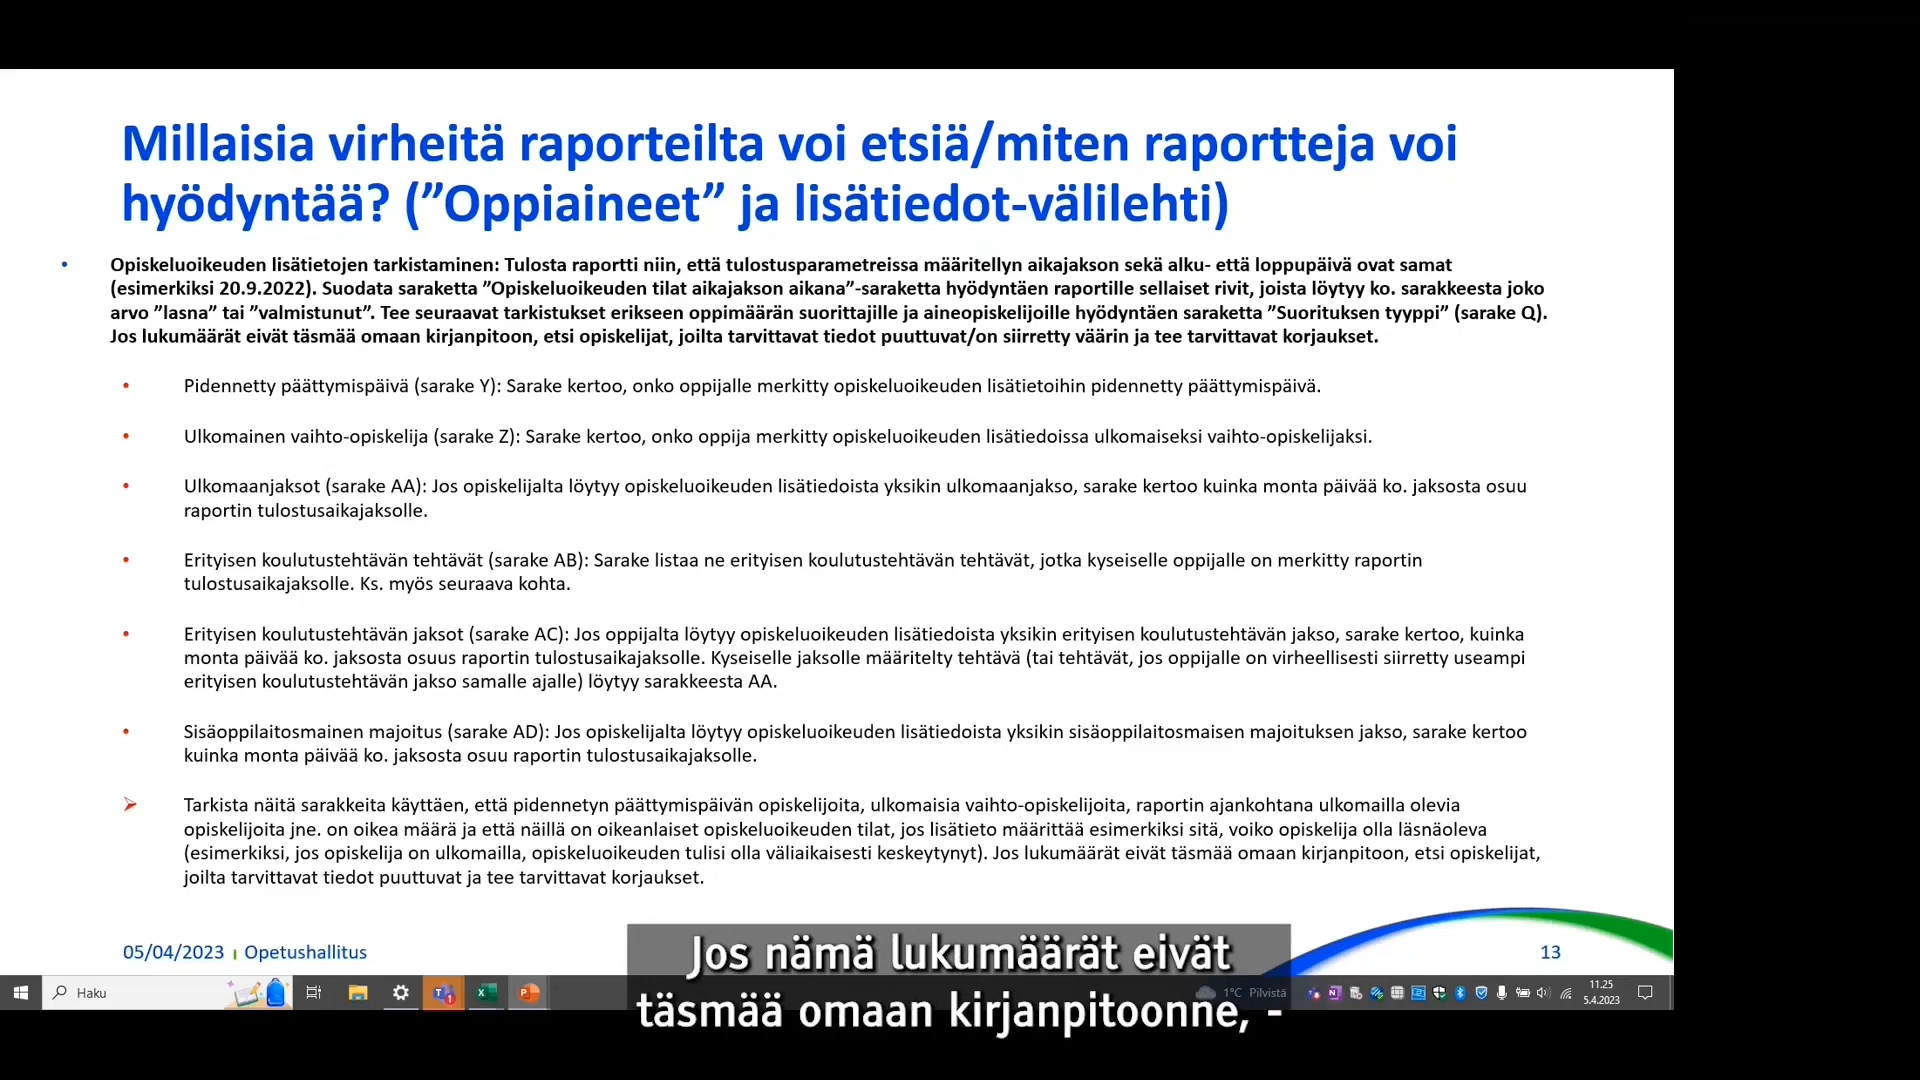 Millaisia virheitä raporteilta voi etsiä/miten raportteja voi
hyödyntää? (”Oppiaineet” ja lisätiedot-välilehti)
• Opiskeluoikeuden lisätietojen tarkistaminen: Tulosta raportti niin, että tulostusparametreissa määritellyn aikajakson sekä alku- että loppupäivä ovat samat
(esimerkiksi 20.9.2022). Suodata saraketta ”Opiskeluoikeuden tilat aikajakson aikana”-saraketta hyödyntäen raportille sellaiset rivit, joista löytyy ko. sarakkeesta joko
arvo ”lasna” tai ”valmistunut”. Tee seuraavat tarkistukset erikseen oppimäärän suorittajille ja aineopiskelijoille hyödyntäen saraketta ”Suorituksen tyyppi” (sarake Q).
Jos lukumäärät eivät täsmää omaan kirjanpitoon, etsi opiskelijat, joilta tarvittavat tiedot puuttuvat/on siirretty väärin ja tee tarvittavat korjaukset.
• Pidennetty päättymispäivä (sarake Y): Sarake kertoo, onko oppijalle merkitty opiskeluoikeuden lisätietoihin pidennetty päättymispäivä.
• Ulkomainen vaihto-opiskelija (sarake Z): Sarake kertoo, onko oppija merkitty opiskeluoikeuden lisätiedoissa ulkomaiseksi vaihto-opiskelijaksi.
• Ulkomaanjaksot (sarake AA): Jos opiskelijalta löytyy opiskeluoikeuden lisätiedoista yksikin ulkomaanjakso, sarake kertoo kuinka monta päivää ko. jaksosta osuu
raportin tulostusaikajaksolle.
• Erityisen koulutustehtävän tehtävät (sarake AB): Sarake listaa ne erityisen koulutustehtävän tehtävät, jotka kyseiselle oppijalle on merkitty raportin
tulostusaikajaksolle. Ks. myös seuraava kohta.
• Erityisen koulutustehtävän jaksot (sarake AC): Jos oppijalta löytyy opiskeluoikeuden lisätiedoista yksikin erityisen koulutustehtävän jakso, sarake kertoo, kuinka
monta päivää ko. jaksosta osuus raportin tulostusaikajaksolle. Kyseiselle jaksolle määritelty tehtävä (tai tehtävät, jos oppijalle on virheellisesti siirretty useampi
erityisen koulutustehtävän jakso samalle ajalle) löytyy sarakkeesta AA.
• Sisäoppilaitosmainen majoitus (sarake AD): Jos opiskelijalta löytyy opiskeluoikeuden lisätiedoista yksikin sisäoppilaitosmaisen majoituksen jakso, sarake kertoo
kuinka monta päivää ko. jaksosta osuu raportin tulostusaikajaksolle.
➢ Tarkista näitä sarakkeita käyttäen, että pidennetyn päättymispäivän opiskelijoita, ulkomaisia vaihto-opiskelijoita, raportin ajankohtana ulkomailla olevia
opiskelijoita jne. on oikea määrä ja että näillä on oikeanlaiset opiskeluoikeuden tilat, jos lisätieto määrittää esimerkiksi sitä, voiko opiskelija olla läsnäoleva
(esimerkiksi, jos opiskelija on ulkomailla, opiskeluoikeuden tulisi olla väliaikaisesti keskeytynyt). Jos lukumäärät eivät täsmää omaan kirjanpitoon, etsi opiskelijat,
joilta tarvittavat tiedot puuttuvat ja tee tarvittavat korjaukset.
05/04/2023 Opetushallitus
13
Jos nämä lukumäärät eivät
täsmää omaan kirjanpitoonne, -
Haku
1°C Pilvistä
11.25
5.4.2023